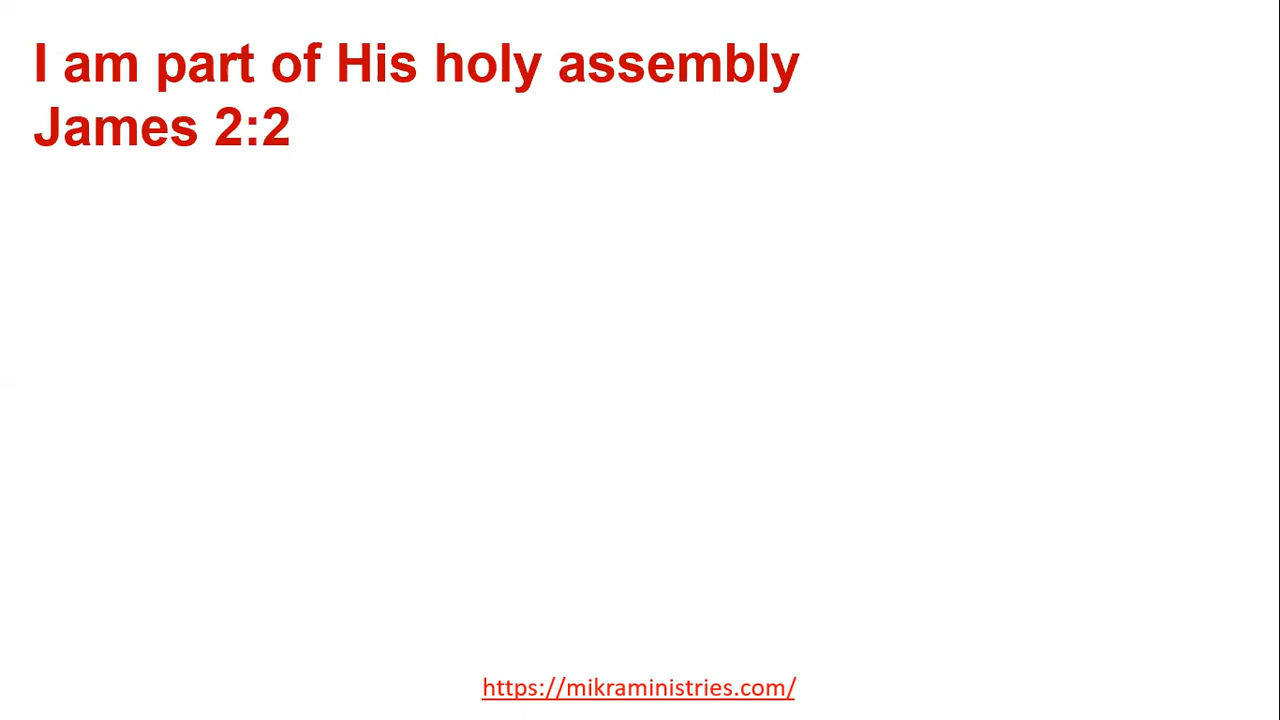 I am part of His holy assembly
James 2:2
https://mikraministries.com/